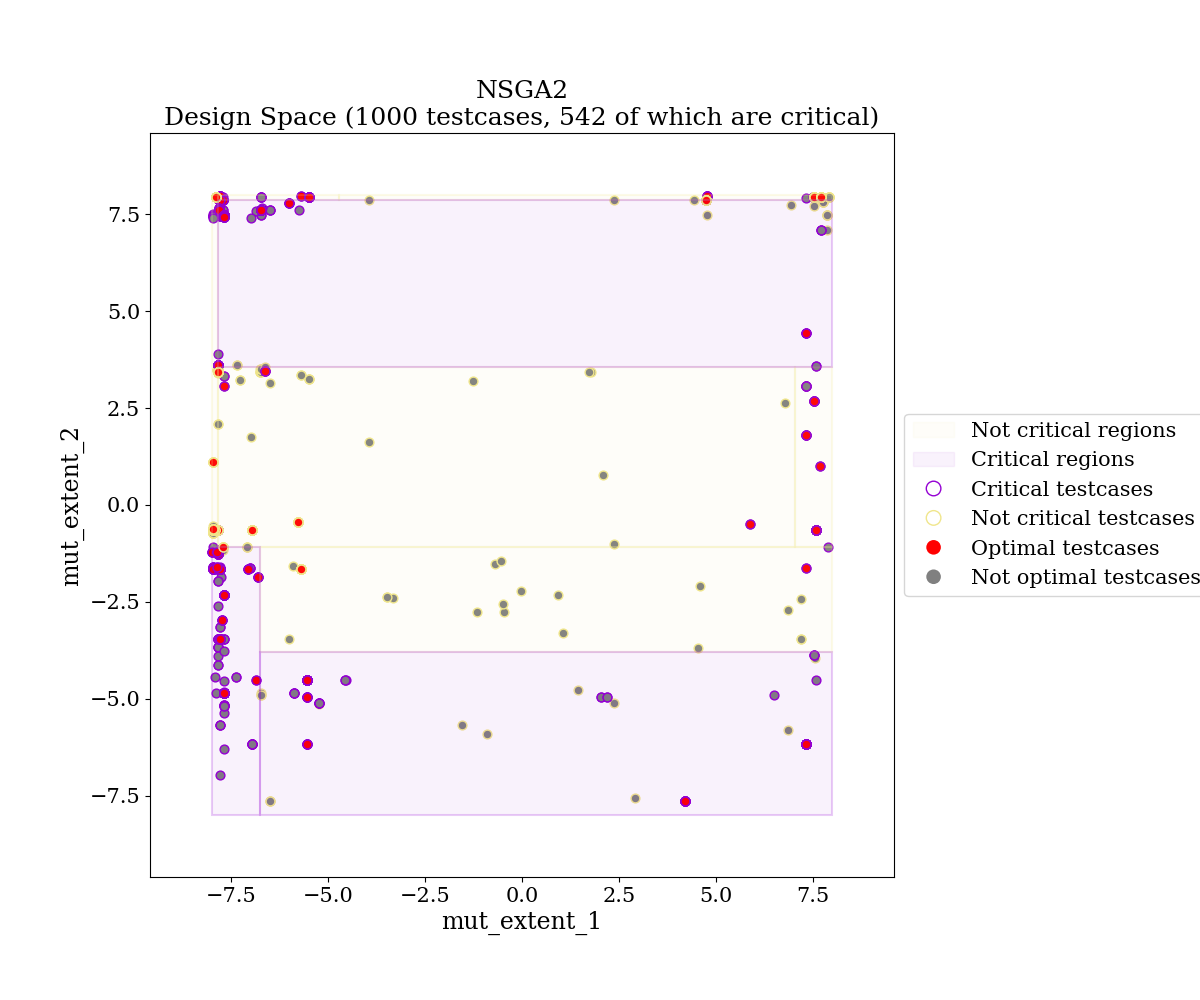 NSGA2
Design Space (1000 testcases, 542 of which are critical)
7.5
5.0
2.5
0.0
−2.5
−5.0
−7.5
mut_extent_2
−7.5
−5.0
−2.5
0.0
2.5
5.0
7.5
mut_extent_1
Not critical regions
Critical regions
Critical testcases
Not critical testcases
Optimal testcases
Not optimal testcases